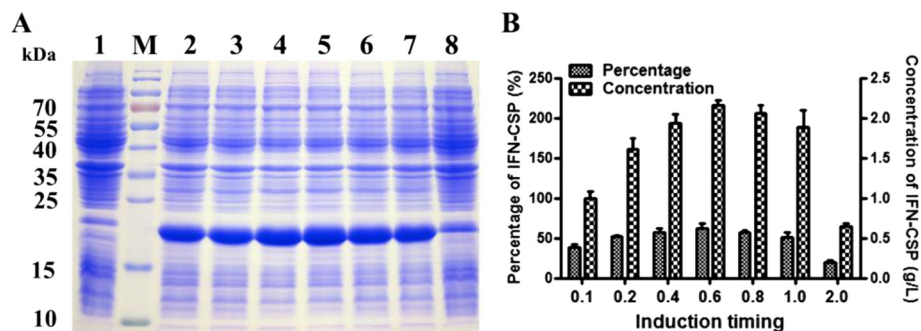 A
kDa
1 M 2 3 4 5 6 7 8
70
55
40
35
25
15
10
B
Percentage of IFN-CSP (%)
250
200
150
100
50
0
Percentage
Concentration
2.5
2.0
1.5
1.0
0.5
0.0
Concentration of IFN-CSP (g/L)
0.1 0.2 0.4 0.6 0.8 1.0 2.0
Induction timing